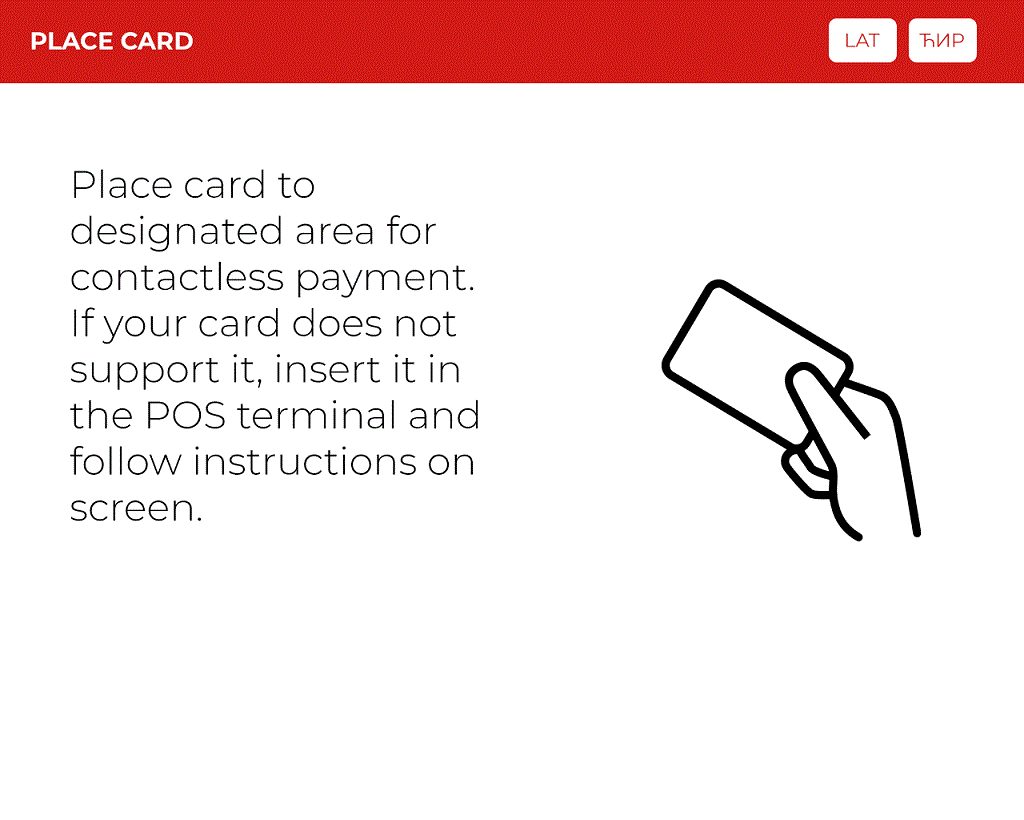 PLACE CARD
LAT
ЋИР
Place card to
designated area for
contactless payment.
If your card does not
support it, insert it in
the POS terminal and
follow instructions on
screen.